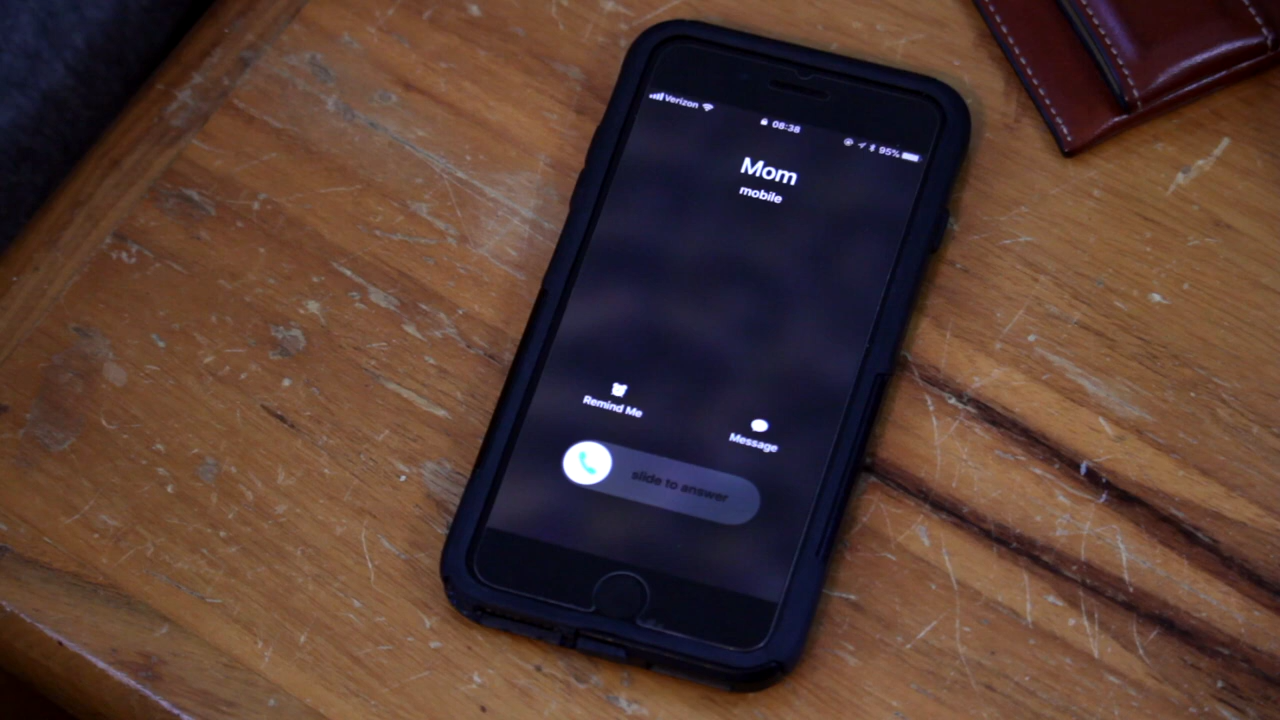 Verizon
08:38
95%
Mom
mobile
Remind Me
Message
slide to answer